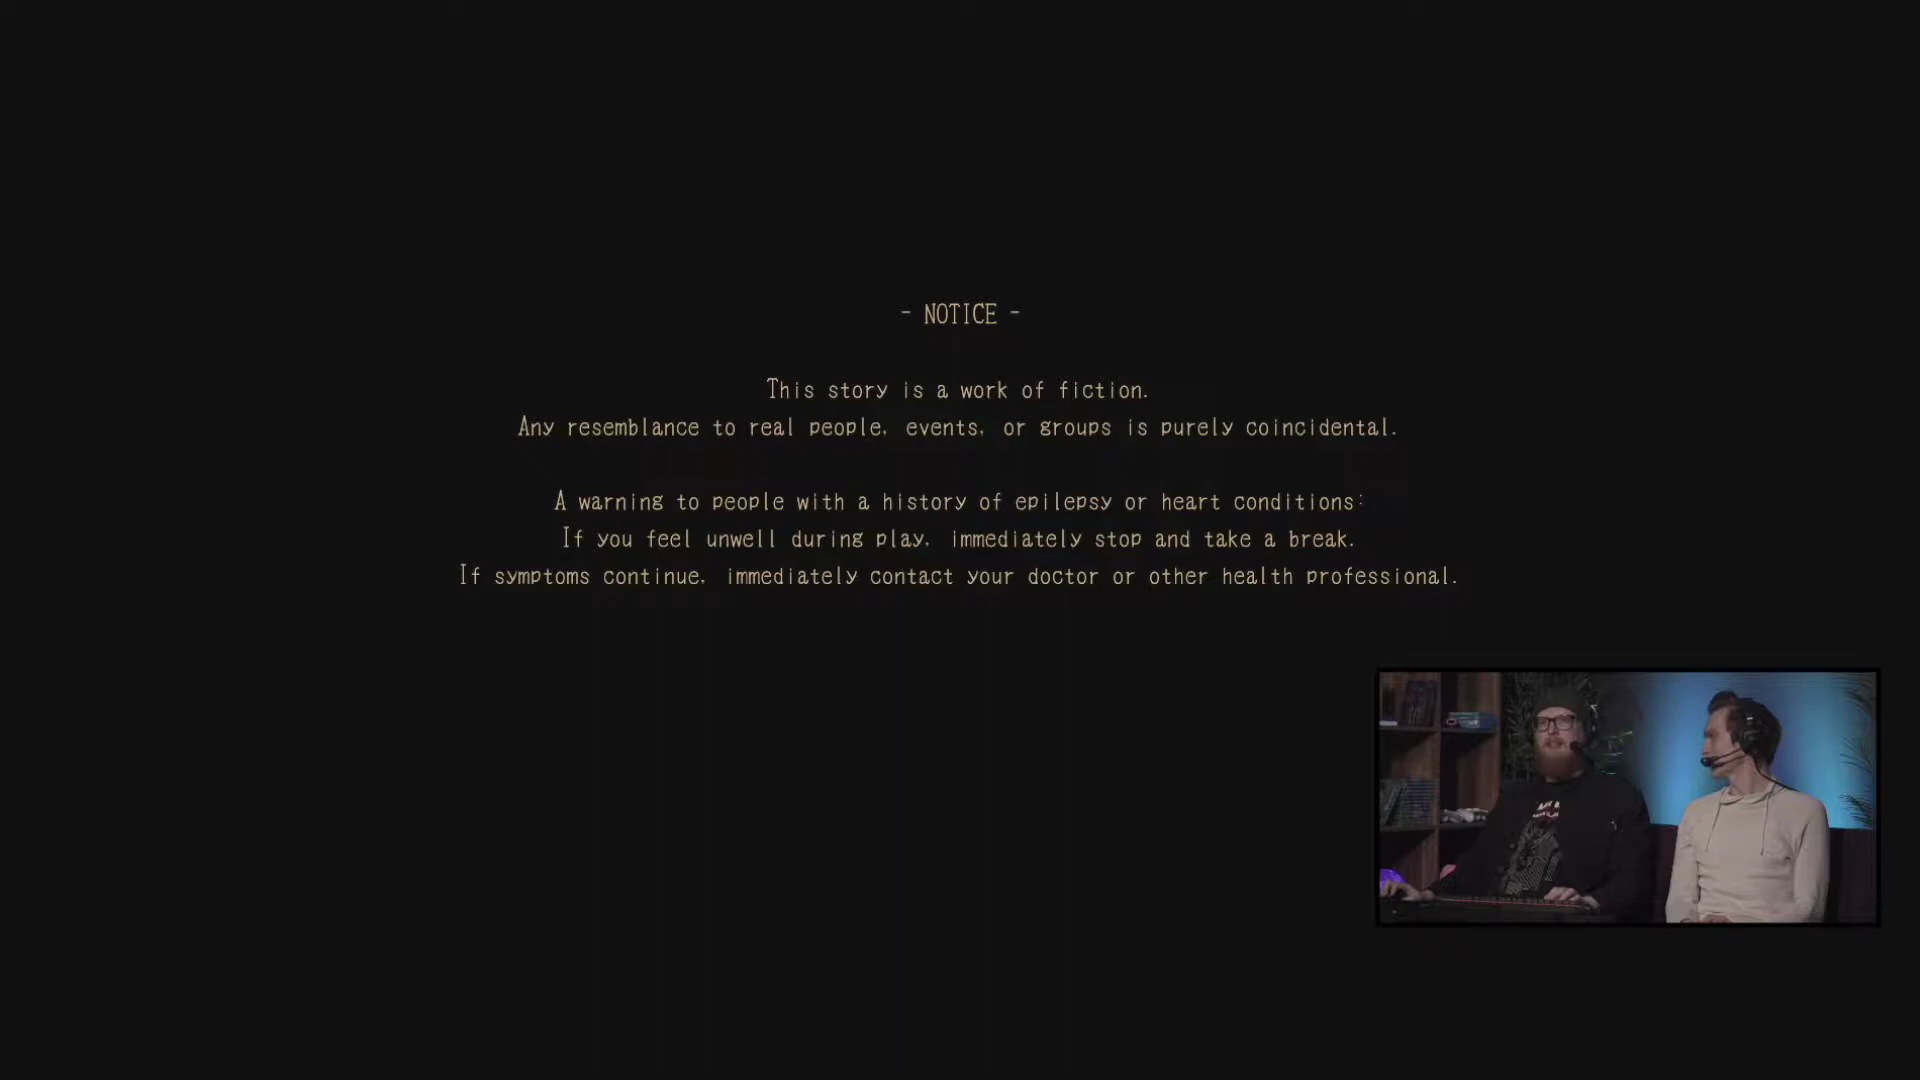 - NOTICE -
This story is a work of fiction.
Any resemblance to real people, events, or groups is purely coincidental.
A warning to people with a history of epilepsy or heart conditions:
If you feel unwell during play, immediately stop and take a break.
If symptoms continue, immediately contact your doctor or other health professional.